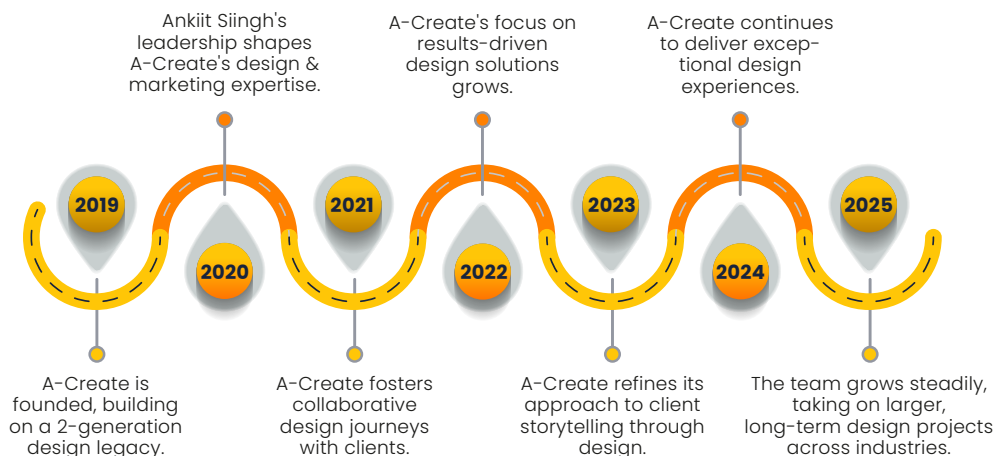 Ankiit Siingh's
leadership shapes
A-Create's design &
marketing expertise.
A-Create's focus on
results-driven
design solutions
grows.
A-Create continues
to deliver excep-
tional design
experiences.
2019
2020
2021
2022
2023
2024
2025
A-Create is
founded, building
on a 2-generation
design legacy.
A-Create fosters
collaborative
design journeys
with clients.
A-Create refines its
approach to client
storytelling through
design.
The team grows steadily,
taking on larger,
long-term design projects
across industries.